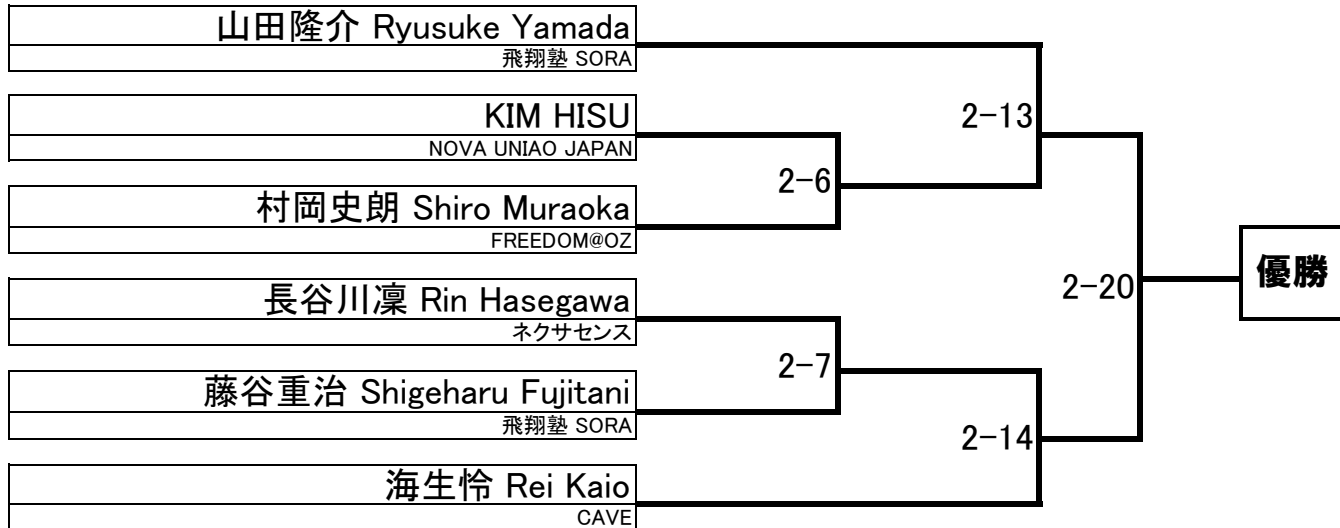 山田隆介 Ryusuke Yamada
飛翔塾 SORA
KIM HISU
NOVA UNIAO JAPAN
村岡史朗 Shiro Muraoka
FREEDOM@OZ
長谷川凜 Rin Hasegawa
ネクサセンス
藤谷重治 Shigeharu Fujitani
飛翔塾 SORA
海生怜 Rei Kaio
CAVE
2-6
2-7
2-13
2-14
2-20
優勝